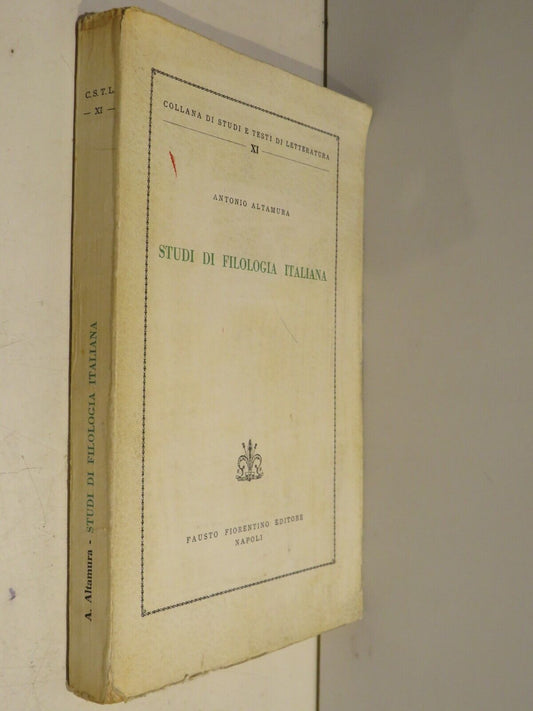 C.S.T.L.
— XI —
A. Altamura - STUDI DI FILOLOGIA ITALIANA
COLLANA DI STUDI E TESTI DI LETTERATURA
XI
ANTONIO ALTAMURA
STUDI DI FILOLOGIA ITALIANA
FAUSTO FIORENTINO EDITORE
NAPOLI